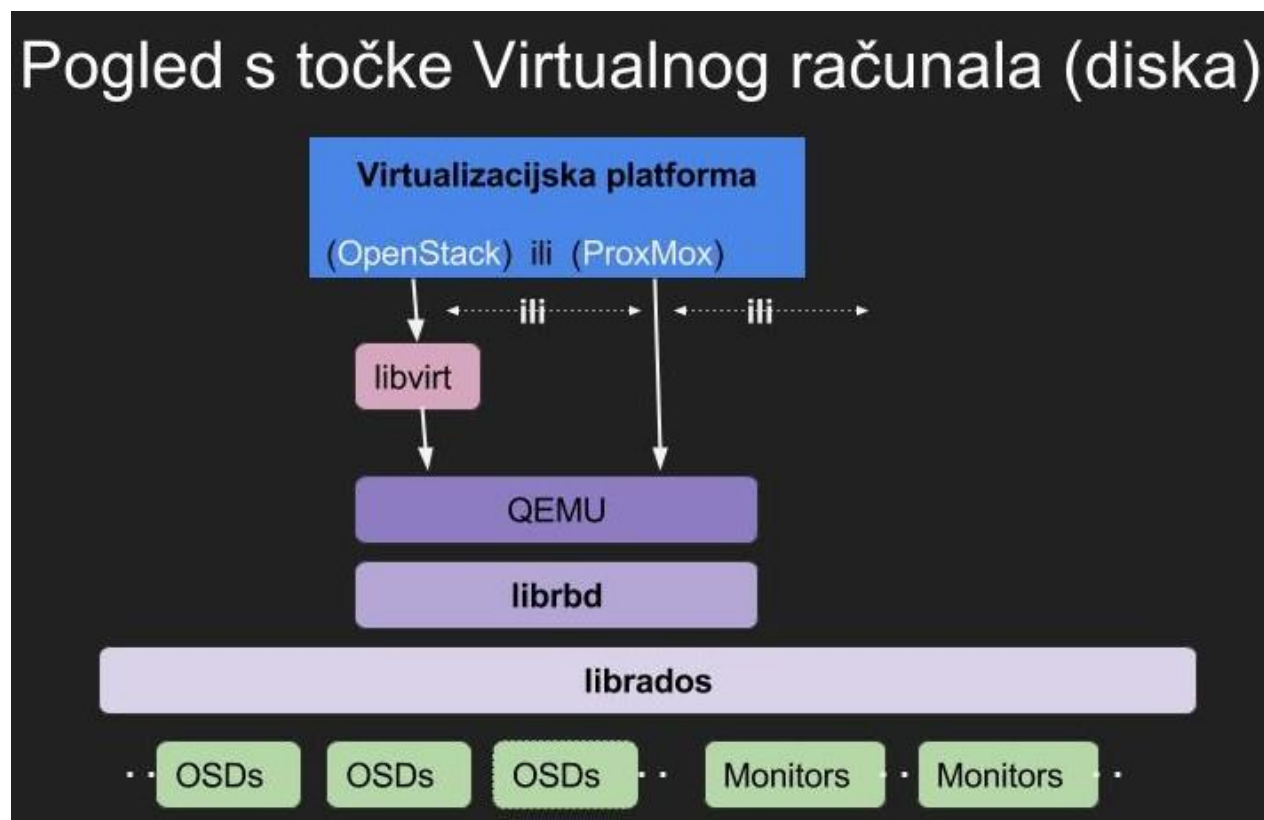 Pogled s točke Virtualnog računala (diska)
Virtualizacijska platforma
(OpenStack) ili (ProxMox)
ili
ili
libvirt
QEMU
librbd
librados
OSDs
OSDs
OSDs
Monitors
Monitors